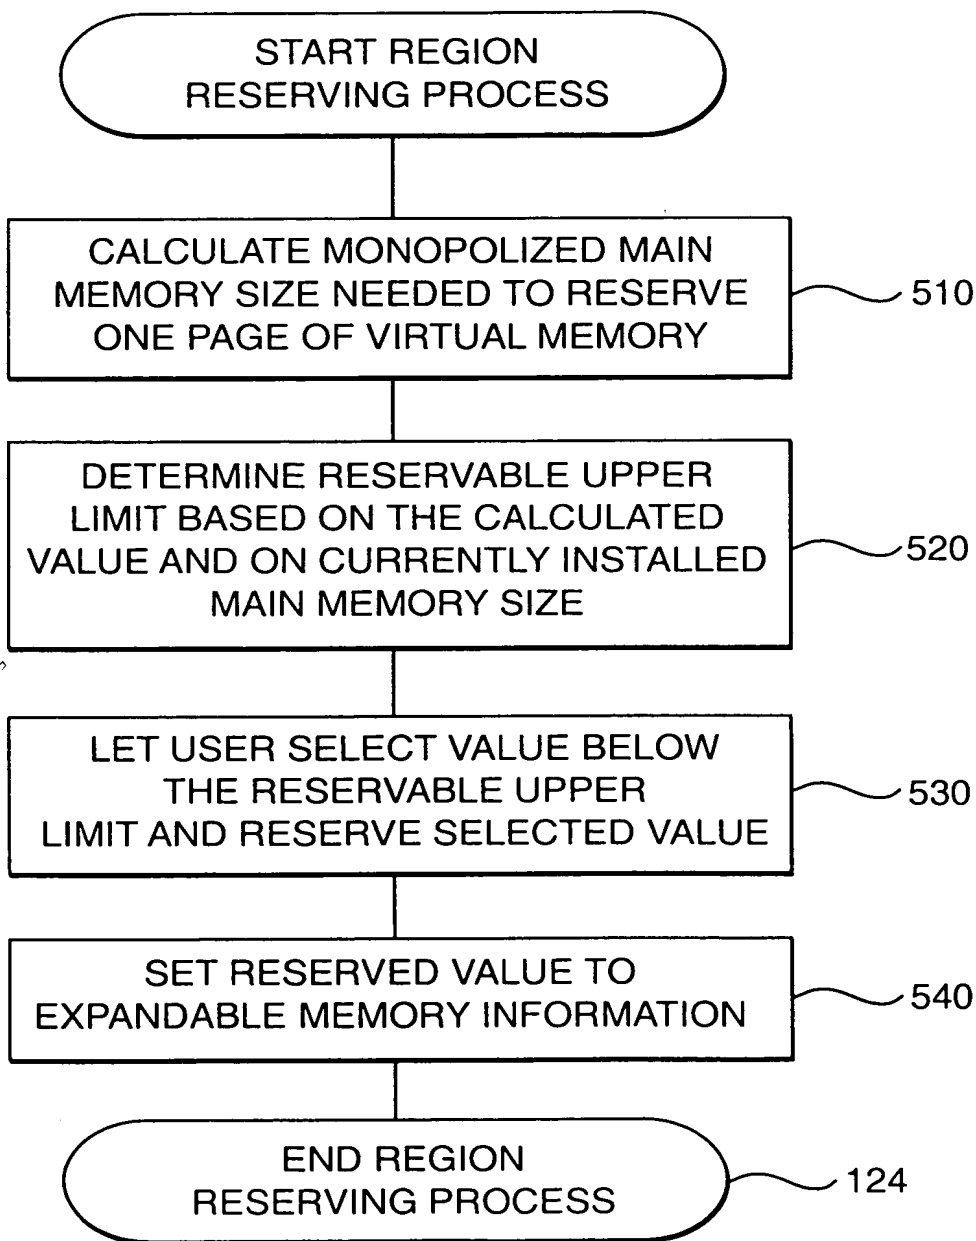 START REGION
RESERVING PROCESS
CALCULATE MONOPOLIZED MAIN
MEMORY SIZE NEEDED TO RESERVE
ONE PAGE OF VIRTUAL MEMORY
510
DETERMINE RESERVABLE UPPER
LIMIT BASED ON THE CALCULATED
VALUE AND ON CURRENTLY INSTALLED
MAIN MEMORY SIZE
520
LET USER SELECT VALUE BELOW
THE RESERVABLE UPPER
LIMIT AND RESERVE SELECTED VALUE
530
SET RESERVED VALUE TO
EXPANDABLE MEMORY INFORMATION
540
END REGION
RESERVING PROCESS
124